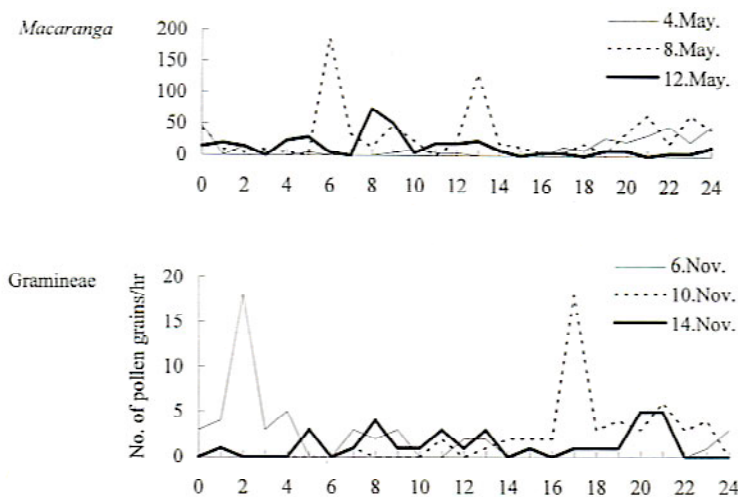 Macaranga
200
150
100
50
0
4.May.
8.May.
12.May.
0 2 4 6 8 10 12 14 16 18 20 22 24
Gramineae
No. of pollen grains/hr
20
15
10
5
0
6.Nov.
10.Nov.
14.Nov.
0 2 4 6 8 10 12 14 16 18 20 22 24